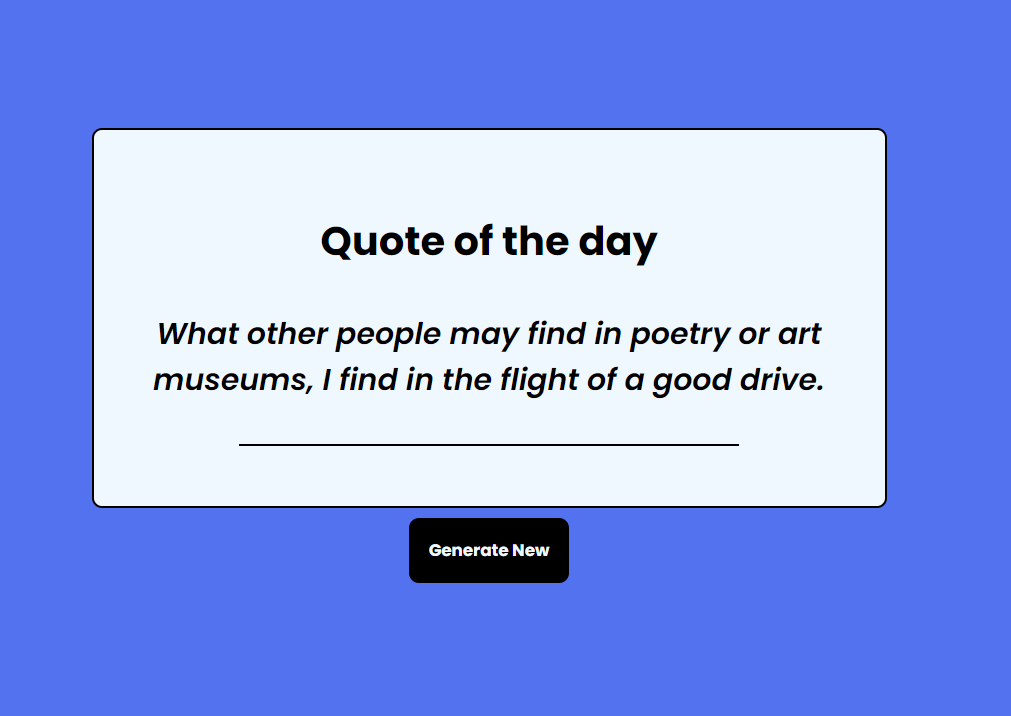 Quote of the day
What other people may find in poetry or art
museums, I find in the flight of a good drive.
Generate New